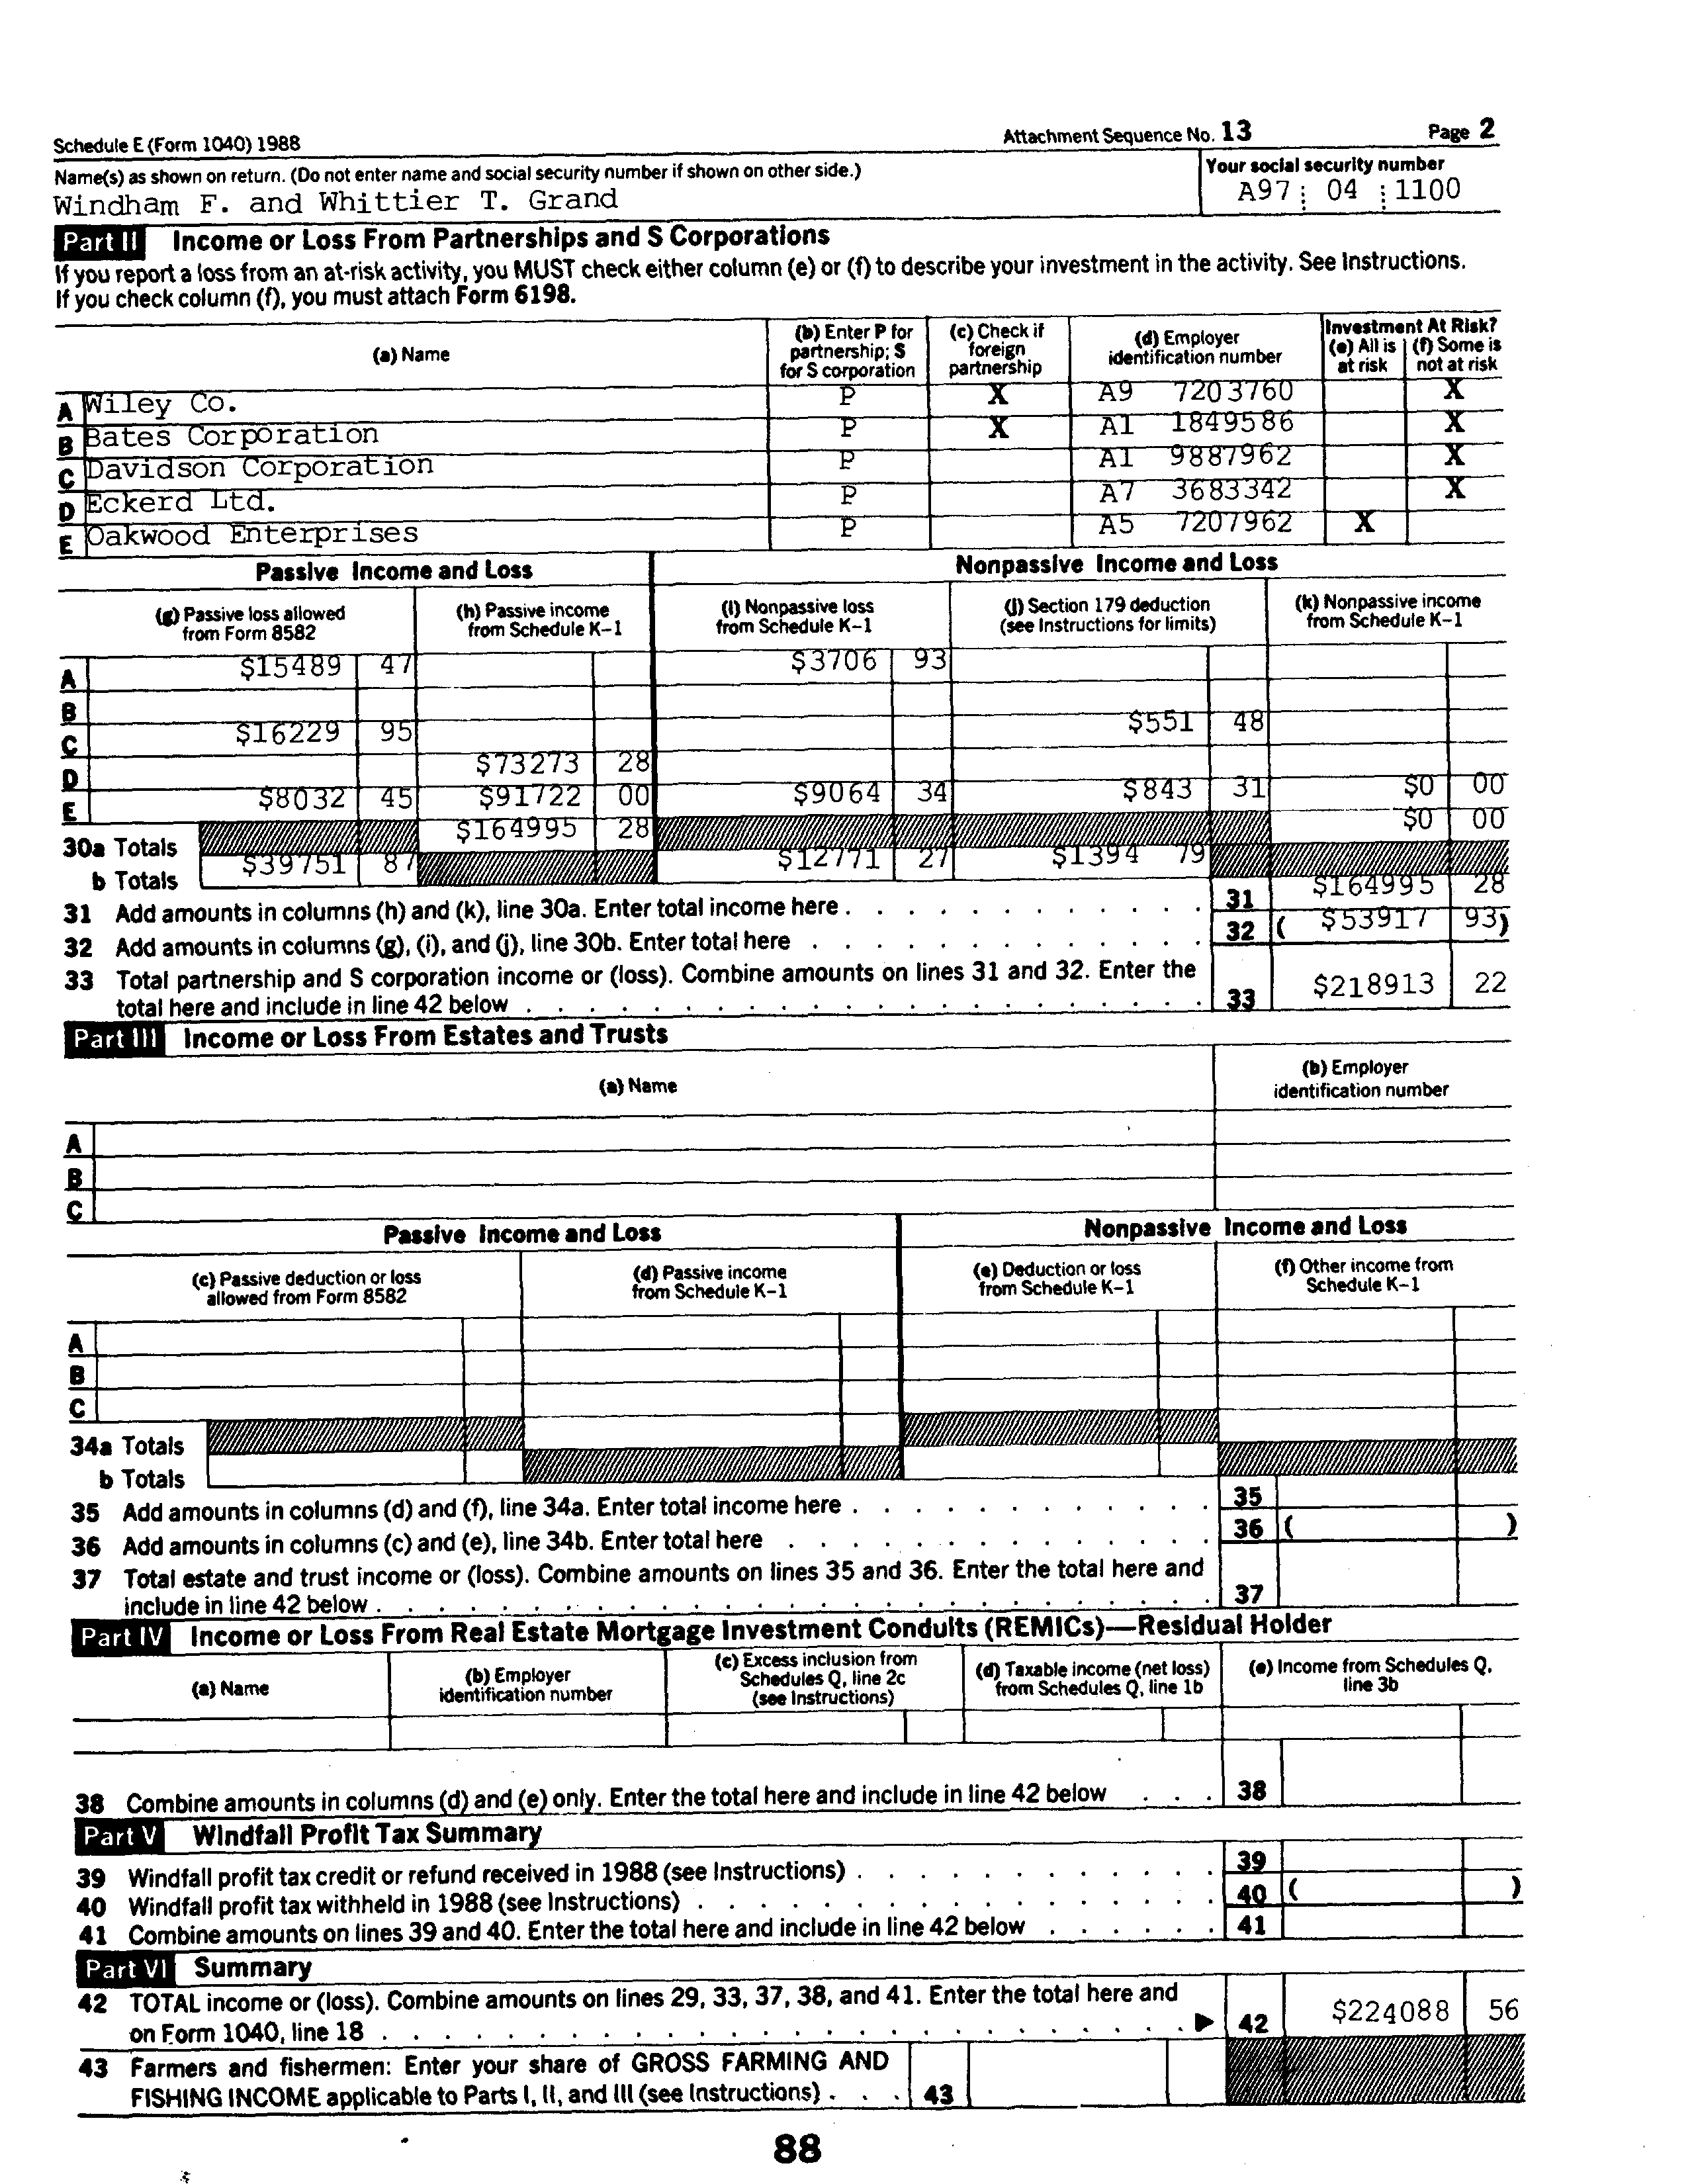 Schedule E (Form 1040) 1988 Attachment Sequence No. 13 Page 2
Name(s) as shown on return. (Do not enter name and social security number if shown on other side.) Your social security number
Windham F. and Whittier T. Grand A97 04 1100
Part II Income or Loss From Partnerships and S Corporations
If you report a loss from an at-risk activity, you MUST check either column (e) or (f) to describe your investment in the activity. See Instructions.
If you check column (f), you must attach Form 6198.
(a) Name (b) Enter P for partnership; S for S corporation (c) Check if foreign partnership (d) Employer identification number Investment At Risk? (e) All is at risk (f) Some is not at risk
A Wiley Co. P X A9 7203760 X
B Bates Corporation P X A1 1849586 X
C Davidson Corporation P A1 9887962 X
D Eckerd Ltd. P A7 3683342 X
E Oakwood Enterprises P A5 7207962 X
Passive Income and Loss Nonpassive Income and Loss
(g) Passive loss allowed from Form 8582 (h) Passive income from Schedule K-1 (i) Nonpassive loss from Schedule K-1 (j) Section 179 deduction (see Instructions for limits) (k) Nonpassive income from Schedule K-1
A $15489 47 $3706 93
B
C $16229 95 $551 48
D $73273 28
E $8032 45 $91722 00 $9064 34 $843 31 $0 00
30a Totals $164995 28 $0 00
b Totals $39751 87 $12771 27 $1394 79
31 Add amounts in columns (h) and (k), line 30a. Enter total income here . . . 31 $164995 28
32 Add amounts in columns (g), (i), and (j), line 30b. Enter total here . . . 32 ( $53917 93)
33 Total partnership and S corporation income or (loss). Combine amounts on lines 31 and 32. Enter the
total here and include in line 42 below . . . 33 $218913 22
Part III Income or Loss From Estates and Trusts
(a) Name (b) Employer identification number
A
B
C
Passive Income and Loss Nonpassive Income and Loss
(c) Passive deduction or loss allowed from Form 8582 (d) Passive income from Schedule K-1 (e) Deduction or loss from Schedule K-1 (f) Other income from Schedule K-1
A
B
C
34a Totals
b Totals
35 Add amounts in columns (d) and (f), line 34a. Enter total income here . . . 35
36 Add amounts in columns (c) and (e), line 34b. Enter total here . . . 36 ( )
37 Total estate and trust income or (loss). Combine amounts on lines 35 and 36. Enter the total here and
include in line 42 below . . . 37
Part IV Income or Loss From Real Estate Mortgage Investment Conduits (REMICs)—Residual Holder
(a) Name (b) Employer identification number (c) Excess inclusion from Schedules Q, line 2c (see Instructions) (d) Taxable income (net loss) from Schedules Q, line 1b (e) Income from Schedules Q, line 3b
38 Combine amounts in columns (d) and (e) only. Enter the total here and include in line 42 below . . . 38
Part V Windfall Profit Tax Summary
39 Windfall profit tax credit or refund received in 1988 (see Instructions) . . . 39
40 Windfall profit tax withheld in 1988 (see Instructions) . . . 40 ( )
41 Combine amounts on lines 39 and 40. Enter the total here and include in line 42 below . . . 41
Part VI Summary
42 TOTAL income or (loss). Combine amounts on lines 29, 33, 37, 38, and 41. Enter the total here and
on Form 1040, line 18 . . . ▶ 42 $224088 56
43 Farmers and fishermen: Enter your share of GROSS FARMING AND
FISHING INCOME applicable to Parts I, II, and III (see Instructions) . . . 43
88